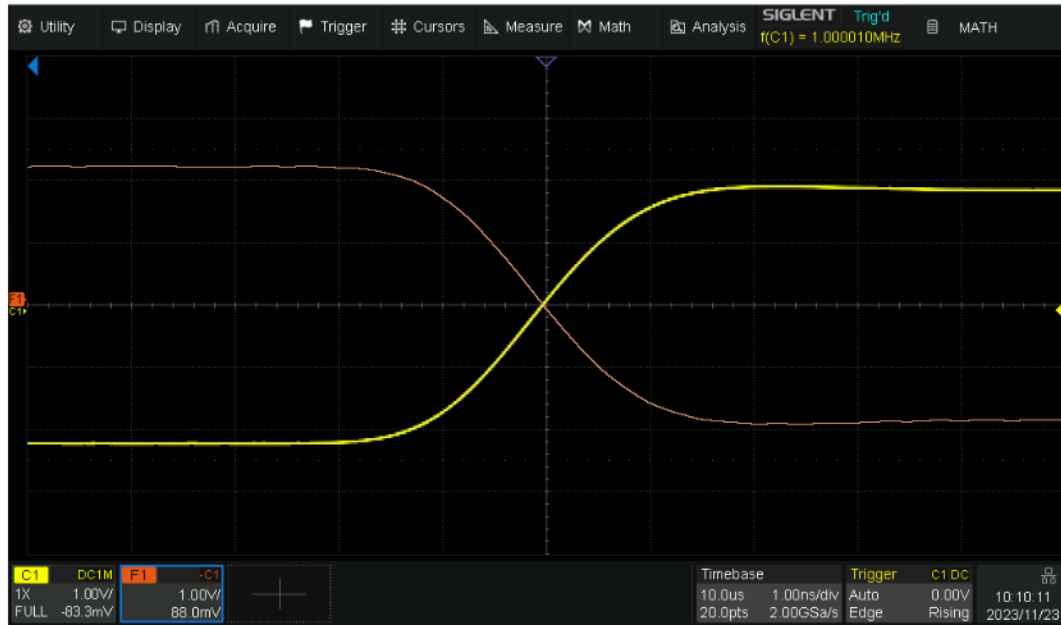 Utility Display Acquire Trigger Cursors Measure Math Analysis SIGLENT Trig'd MATH
f(C1) = 1.000010MHz
F1
C1
C1 DC1M
1X 1.00V/
FULL -83.3mV
F1 -C1
1.00V/
88.0mV
Timebase
10.0us 1.00ns/div
20.0pts 2.00GSa/s
Trigger C1 DC
Auto 0.00V
Edge Rising
10:10:11
2023/11/23